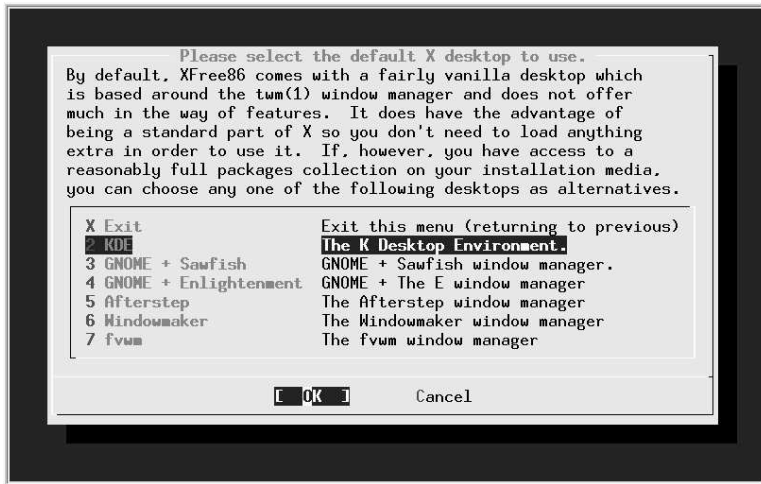 Please select the default X desktop to use.
By default, XFree86 comes with a fairly vanilla desktop which
is based around the twm(1) window manager and does not offer
much in the way of features.  It does have the advantage of
being a standard part of X so you don't need to load anything
extra in order to use it.  If, however, you have access to a
reasonably full packages collection on your installation media,
you can choose any one of the following desktops as alternatives.
X Exit Exit this menu (returning to previous)
2 KDE The K Desktop Environment.
3 GNOME + Sawfish GNOME + Sawfish window manager.
4 GNOME + Enlightenment GNOME + The E window manager
5 Afterstep The Afterstep window manager
6 Windowmaker The Windowmaker window manager
7 fvwm The fvwm window manager
[ OK ] Cancel